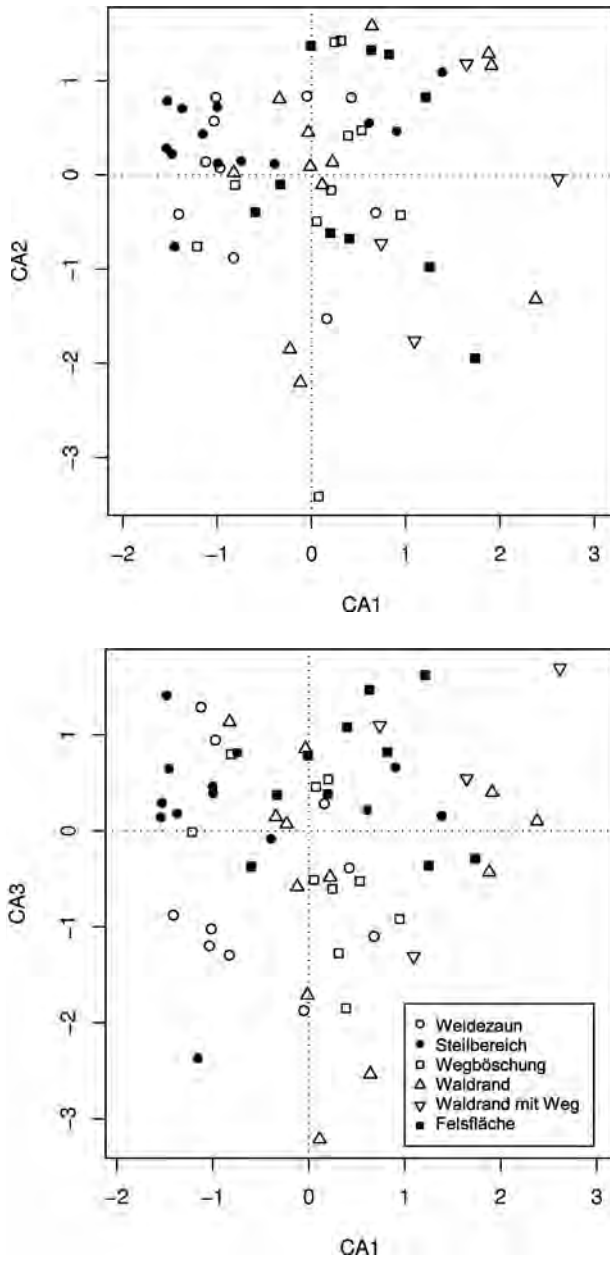 1
0
−1
−2
−3
CA2
−2 −1 0 1 2 3
CA1
1
0
−1
−2
−3
CA3
Weidezaun
Steilbereich
Wegböschung
Waldrand
Waldrand mit Weg
Felsfläche
−2 −1 0 1 2 3
CA1